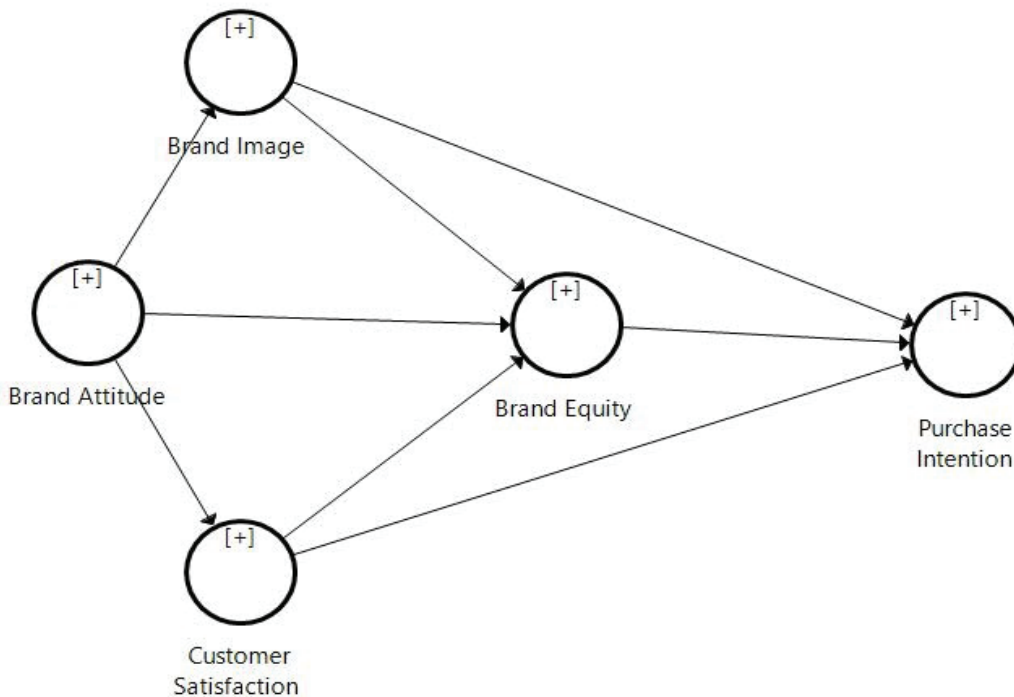 [+]
Brand Image
[+]
Brand Attitude
[+]
Brand Equity
[+]
Purchase
Intention
[+]
Customer
Satisfaction